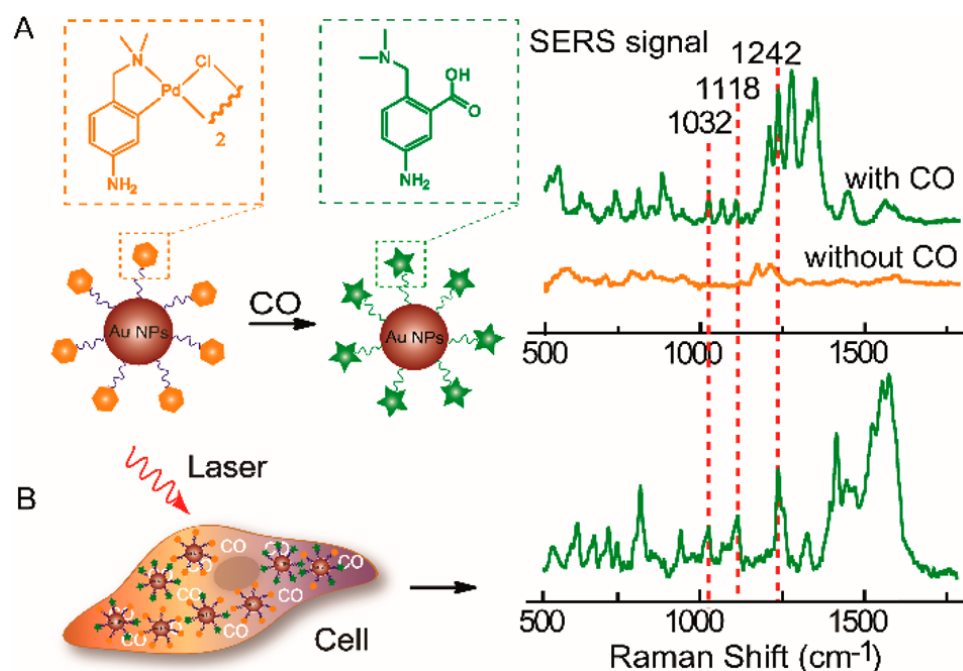 A
N
Cl
Pd
2
NH₂
N
OH
O
NH₂
SERS signal
1242
1118
1032
with CO
without CO
Au NPs
CO
Au NPs
500 1000 1500
B
Laser
CO
CO
CO
CO
CO
CO
CO
CO
CO
Cell
500 1000 1500
Raman Shift (cm⁻¹)